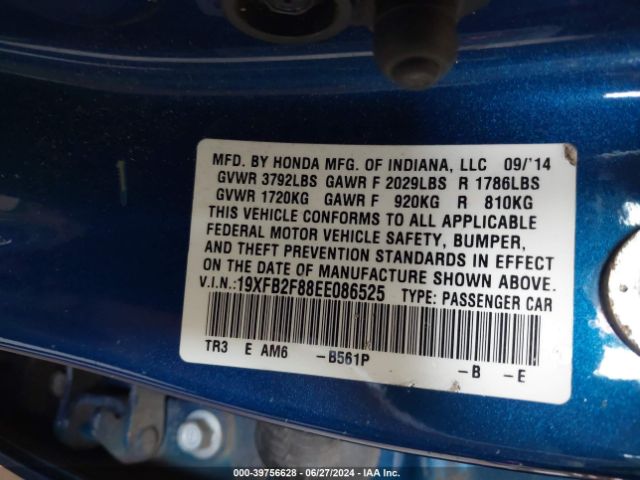 MFD. BY HONDA MFG. OF INDIANA, LLC 09/'14
GVWR 3792LBS GAWR F 2029LBS R 1786LBS
GVWR 1720KG GAWR F 920KG R 810KG
THIS VEHICLE CONFORMS TO ALL APPLICABLE
FEDERAL MOTOR VEHICLE SAFETY, BUMPER,
AND THEFT PREVENTION STANDARDS IN EFFECT
ON THE DATE OF MANUFACTURE SHOWN ABOVE.
V.I.N.:19XFB2F88EE086525 TYPE: PASSENGER CAR
TR3 E AM6 -B561P -B -E
000-39756628 - 06/27/2024 - IAA Inc.